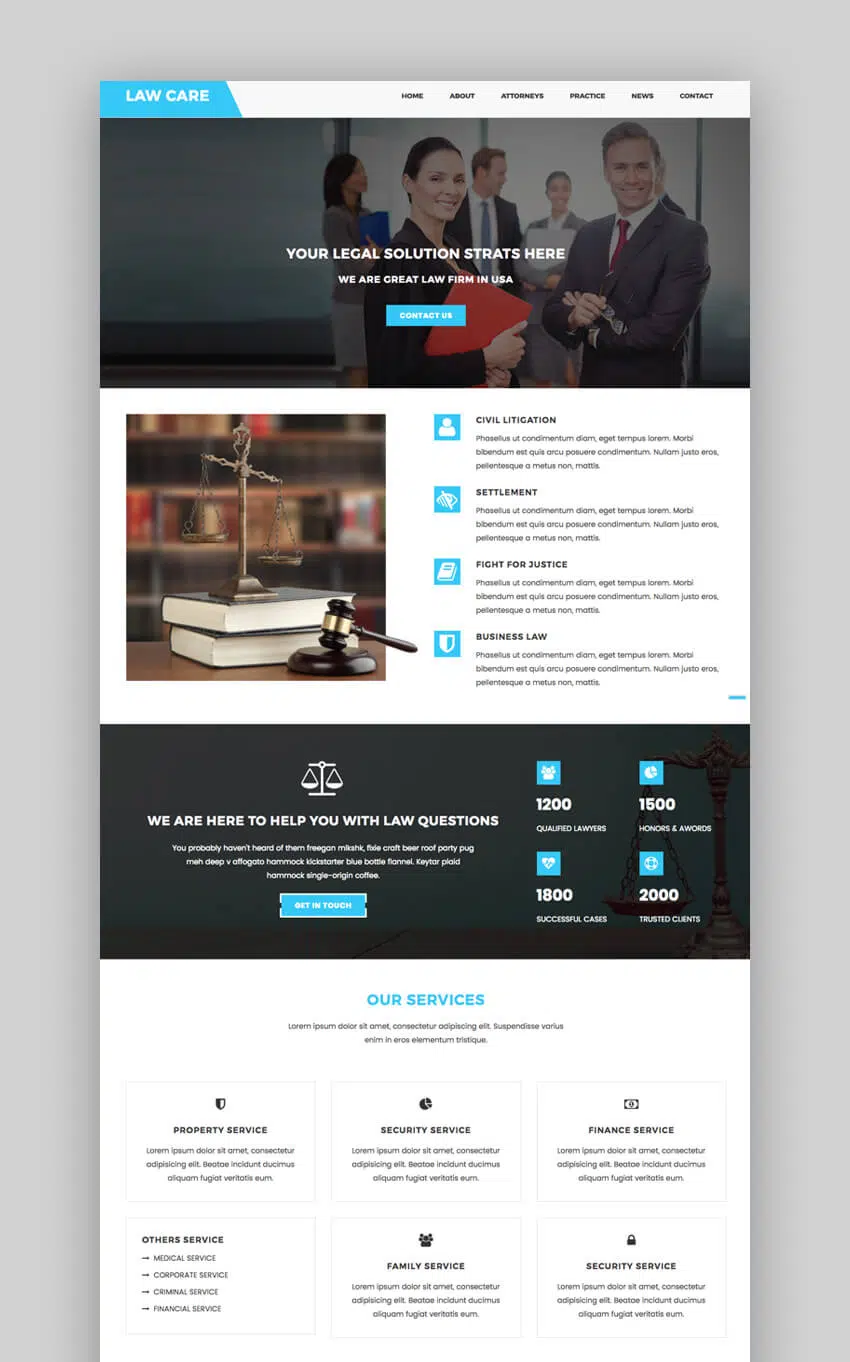 LAW CARE
HOME ABOUT ATTORNEYS PRACTICE NEWS CONTACT
YOUR LEGAL SOLUTION STRATS HERE
WE ARE GREAT LAW FIRM IN USA
CONTACT US
CIVIL LITIGATION
Phasellus ut condimentum diam, eget tempus lorem. Morbi
bibendum est quis arcu posuere condimentum. Nullam justo eros,
pellentesque a metus non, mattis.
SETTLEMENT
Phasellus ut condimentum diam, eget tempus lorem. Morbi
bibendum est quis arcu posuere condimentum. Nullam justo eros,
pellentesque a metus non, mattis.
FIGHT FOR JUSTICE
Phasellus ut condimentum diam, eget tempus lorem. Morbi
bibendum est quis arcu posuere condimentum. Nullam justo eros,
pellentesque a metus non, mattis.
BUSINESS LAW
Phasellus ut condimentum diam, eget tempus lorem. Morbi
bibendum est quis arcu posuere condimentum. Nullam justo eros,
pellentesque a metus non, mattis.
WE ARE HERE TO HELP YOU WITH LAW QUESTIONS
You probably haven't heard of them freegan mlkshk, fixie craft beer roof party pug
meh deep v affogato hammock kickstarter blue bottle flannel. Keytar plaid
hammock single-origin coffee.
GET IN TOUCH
1200
QUALIFIED LAWYERS
1500
HONORS & AWORDS
1800
SUCCESSFUL CASES
2000
TRUSTED CLIENTS
OUR SERVICES
Lorem ipsum dolor sit amet, consectetur adipiscing elit. Suspendisse varius
enim in eros elementum tristique.
PROPERTY SERVICE
Lorem ipsum dolor sit amet, consectetur
adipisicing elit. Beatae incidunt ducimus
aliquam fugiat veritatis eum.
SECURITY SERVICE
Lorem ipsum dolor sit amet, consectetur
adipisicing elit. Beatae incidunt ducimus
aliquam fugiat veritatis eum.
FINANCE SERVICE
Lorem ipsum dolor sit amet, consectetur
adipisicing elit. Beatae incidunt ducimus
aliquam fugiat veritatis eum.
OTHERS SERVICE
MEDICAL SERVICE
CORPORATE SERVICE
CRIMINAL SERVICE
FINANCIAL SERVICE
FAMILY SERVICE
Lorem ipsum dolor sit amet, consectetur
adipisicing elit. Beatae incidunt ducimus
aliquam fugiat veritatis eum.
SECURITY SERVICE
Lorem ipsum dolor sit amet, consectetur
adipisicing elit. Beatae incidunt ducimus
aliquam fugiat veritatis eum.